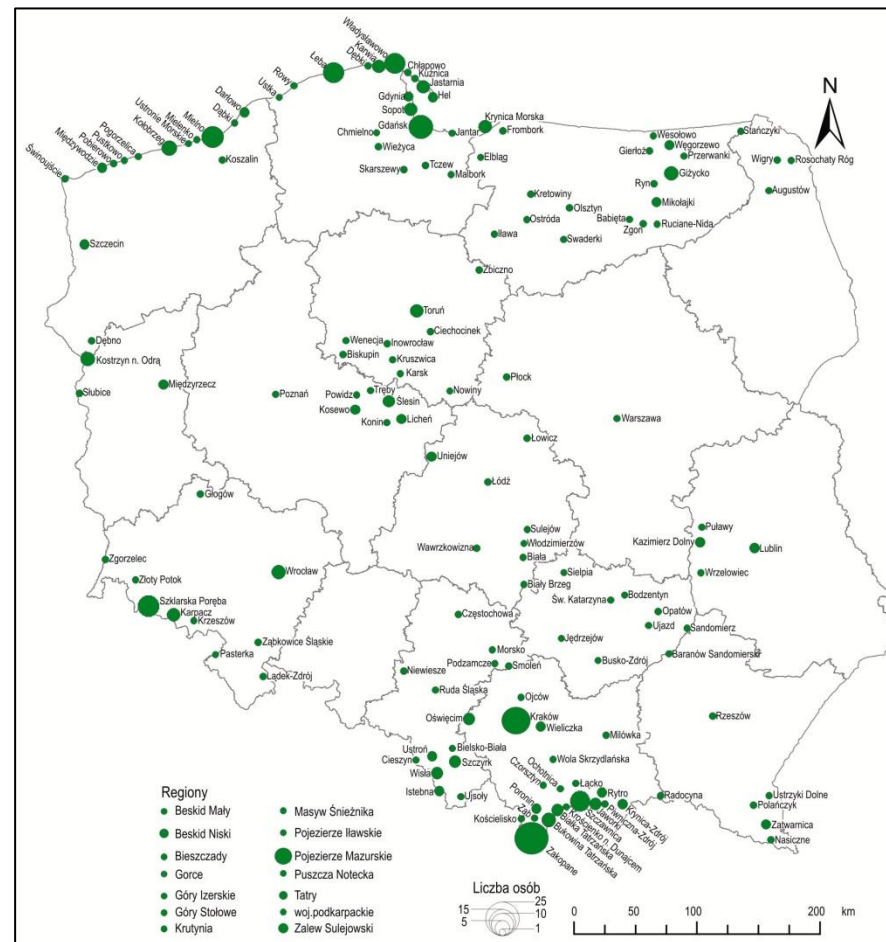 Władysławowo
Karwia
Dębki
Chłapowo
Kuźnica
Jastarnia
Hel
Łeba
Rowy
Ustka
Darłowo
Dąbki
Mielno
Mielenko
Ustronie Morskie
Kołobrzeg
Pogorzelica
Pustkowo
Pobierowo
Międzywodzie
Świnoujście
Koszalin
Gdynia
Sopot
Gdańsk
Chmielno
Wieżyca
Skarszewy
Tczew
Malbork
Jantar
Krynica Morska
Frombork
Elbląg
N
Wesołowo
Węgorzewo
Gierłoż
Przerwanki
Stańczyki
Wigry
Rosochaty Róg
Giżycko
Ryn
Augustów
Kretowiny
Mikołajki
Olsztyn
Ostróda
Babięta
Zgon
Ruciane-Nida
Iława
Swaderki
Szczecin
Zbiczno
Toruń
Ciechocinek
Wenecja
Inowrocław
Biskupin
Kruszwica
Karsk
Dębno
Kostrzyn n. Odrą
Słubice
Międzyrzecz
Poznań
Powidz
Tręby
Ślesin
Kosewo
Konin
Licheń
Nowiny
Płock
Warszawa
Łowicz
Uniejów
Łódź
Głogów
Sulejów
Włodzimierzów
Wawrzkowizna
Biała
Biały Brzeg
Puławy
Kazimierz Dolny
Lublin
Wrzelowiec
Zgorzelec
Złoty Potok
Wrocław
Szklarska Poręba
Karpacz
Krzeszów
Ząbkowice Śląskie
Pasterka
Lądek-Zdrój
Sielpia
Bodzentyn
Św. Katarzyna
Opatów
Ujazd
Sandomierz
Jędrzejów
Busko-Zdrój
Baranów Sandomierski
Częstochowa
Morsko
Podzamcze
Smoleń
Niewiesze
Ruda Śląska
Ojców
Oświęcim
Kraków
Wieliczka
Milówka
Rzeszów
Ustroń
Bielsko-Biała
Cieszyn
Szczyrk
Wisła
Istebna
Ujsoły
Wola Skrzydlańska
Ochotnica
Czorsztyn
Łącko
Rytro
Radocyna
Ustrzyki Dolne
Polańczyk
Zatwarnica
Nasiczne
Poronin
Ząb
Kościelisko
Zakopane
Bukowina Tatrzańska
Białka Tatrzańska
Krościenko n. Dunajcem
Szczawnica
Jaworki
Piwniczna-Zdrój
Krynica-Zdrój
Regiony
Beskid Mały
Beskid Niski
Bieszczady
Gorce
Góry Izerskie
Góry Stołowe
Krutynia
Masyw Śnieżnika
Pojezierze Iławskie
Pojezierze Mazurskie
Puszcza Notecka
Tatry
woj.podkarpackie
Zalew Sulejowski
Liczba osób
25
15
10
5
1
0
50
100
200
km